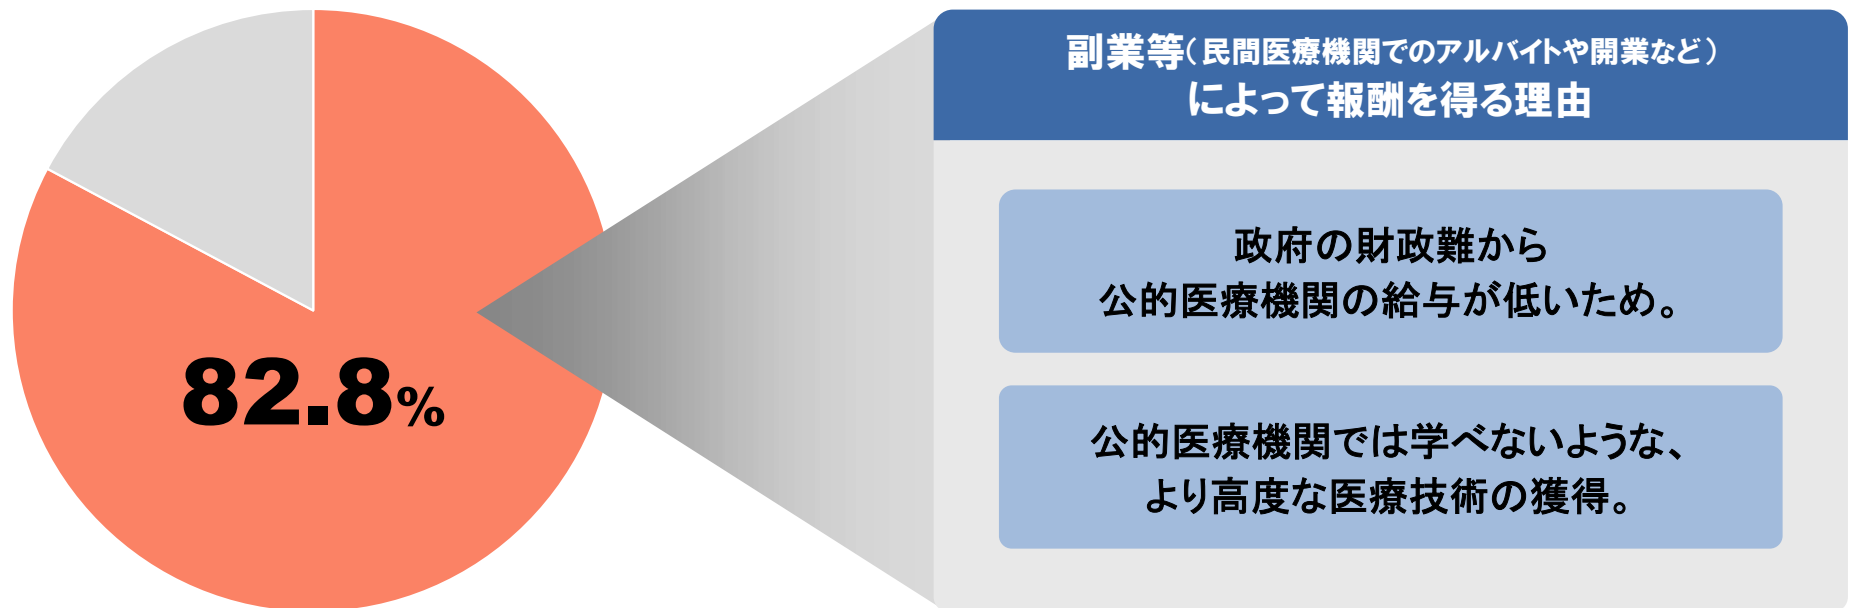 82.8%
副業等（民間医療機関でのアルバイトや開業など）
によって報酬を得る理由
政府の財政難から
公的医療機関の給与が低いため。
公的医療機関では学べないような、
より高度な医療技術の獲得。